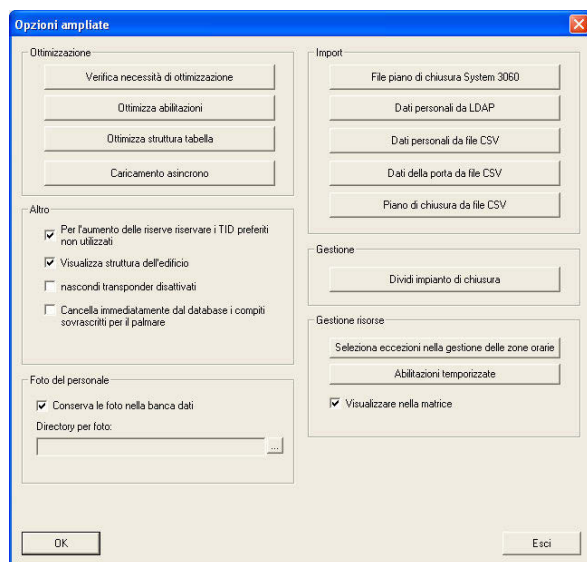 Opzioni ampliate
Ottimizzazione
Verifica necessità di ottimizzazione
Ottimizza abilitazioni
Ottimizza struttura tabella
Caricamento asincrono
Altro
Per l'aumento delle riserve riservare i TID preferiti
non utilizzati
Visualizza struttura dell'edificio
nascondi transponder disattivati
Cancella immediatamente dal database i compiti
sovrascritti per il palmare
Foto del personale
Conserva le foto nella banca dati
Directory per foto:
...
Import
File piano di chiusura System 3060
Dati personali da LDAP
Dati personali da file CSV
Dati della porta da file CSV
Piano di chiusura da file CSV
Gestione
Dividi impianto di chiusura
Gestione risorse
Seleziona eccezioni nella gestione delle zone orarie
Abilitazioni temporizzate
Visualizzare nella matrice
OK
Esci